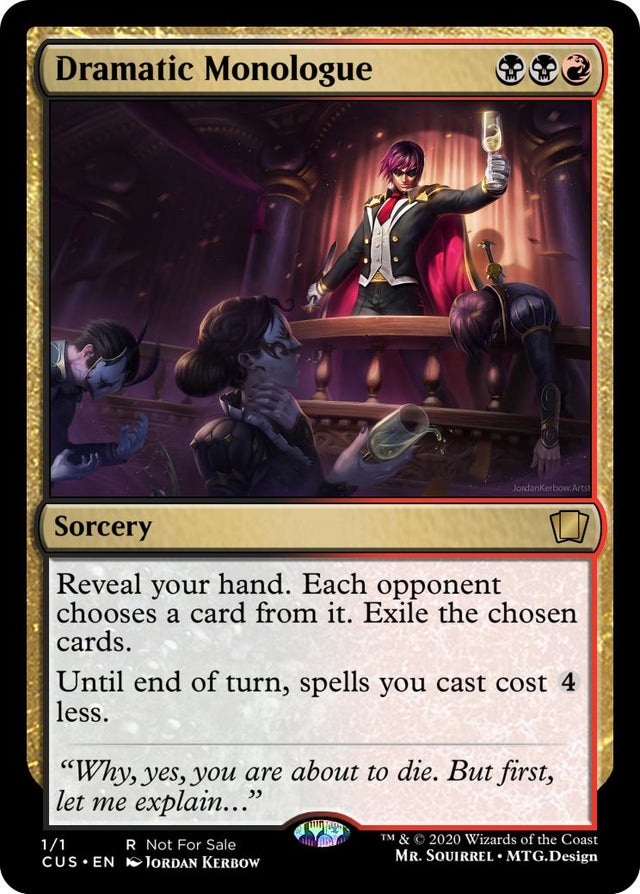 Dramatic Monologue
JordanKerbow.Artst
Sorcery
Reveal your hand. Each opponent
chooses a card from it. Exile the chosen
cards.
Until end of turn, spells you cast cost 4
less.
“Why, yes, you are about to die. But first,
let me explain…”
1/1 R Not For Sale
CUS • EN Jordan Kerbow
™ & © 2020 Wizards of the Coast
Mr. Squirrel • MTG.Design